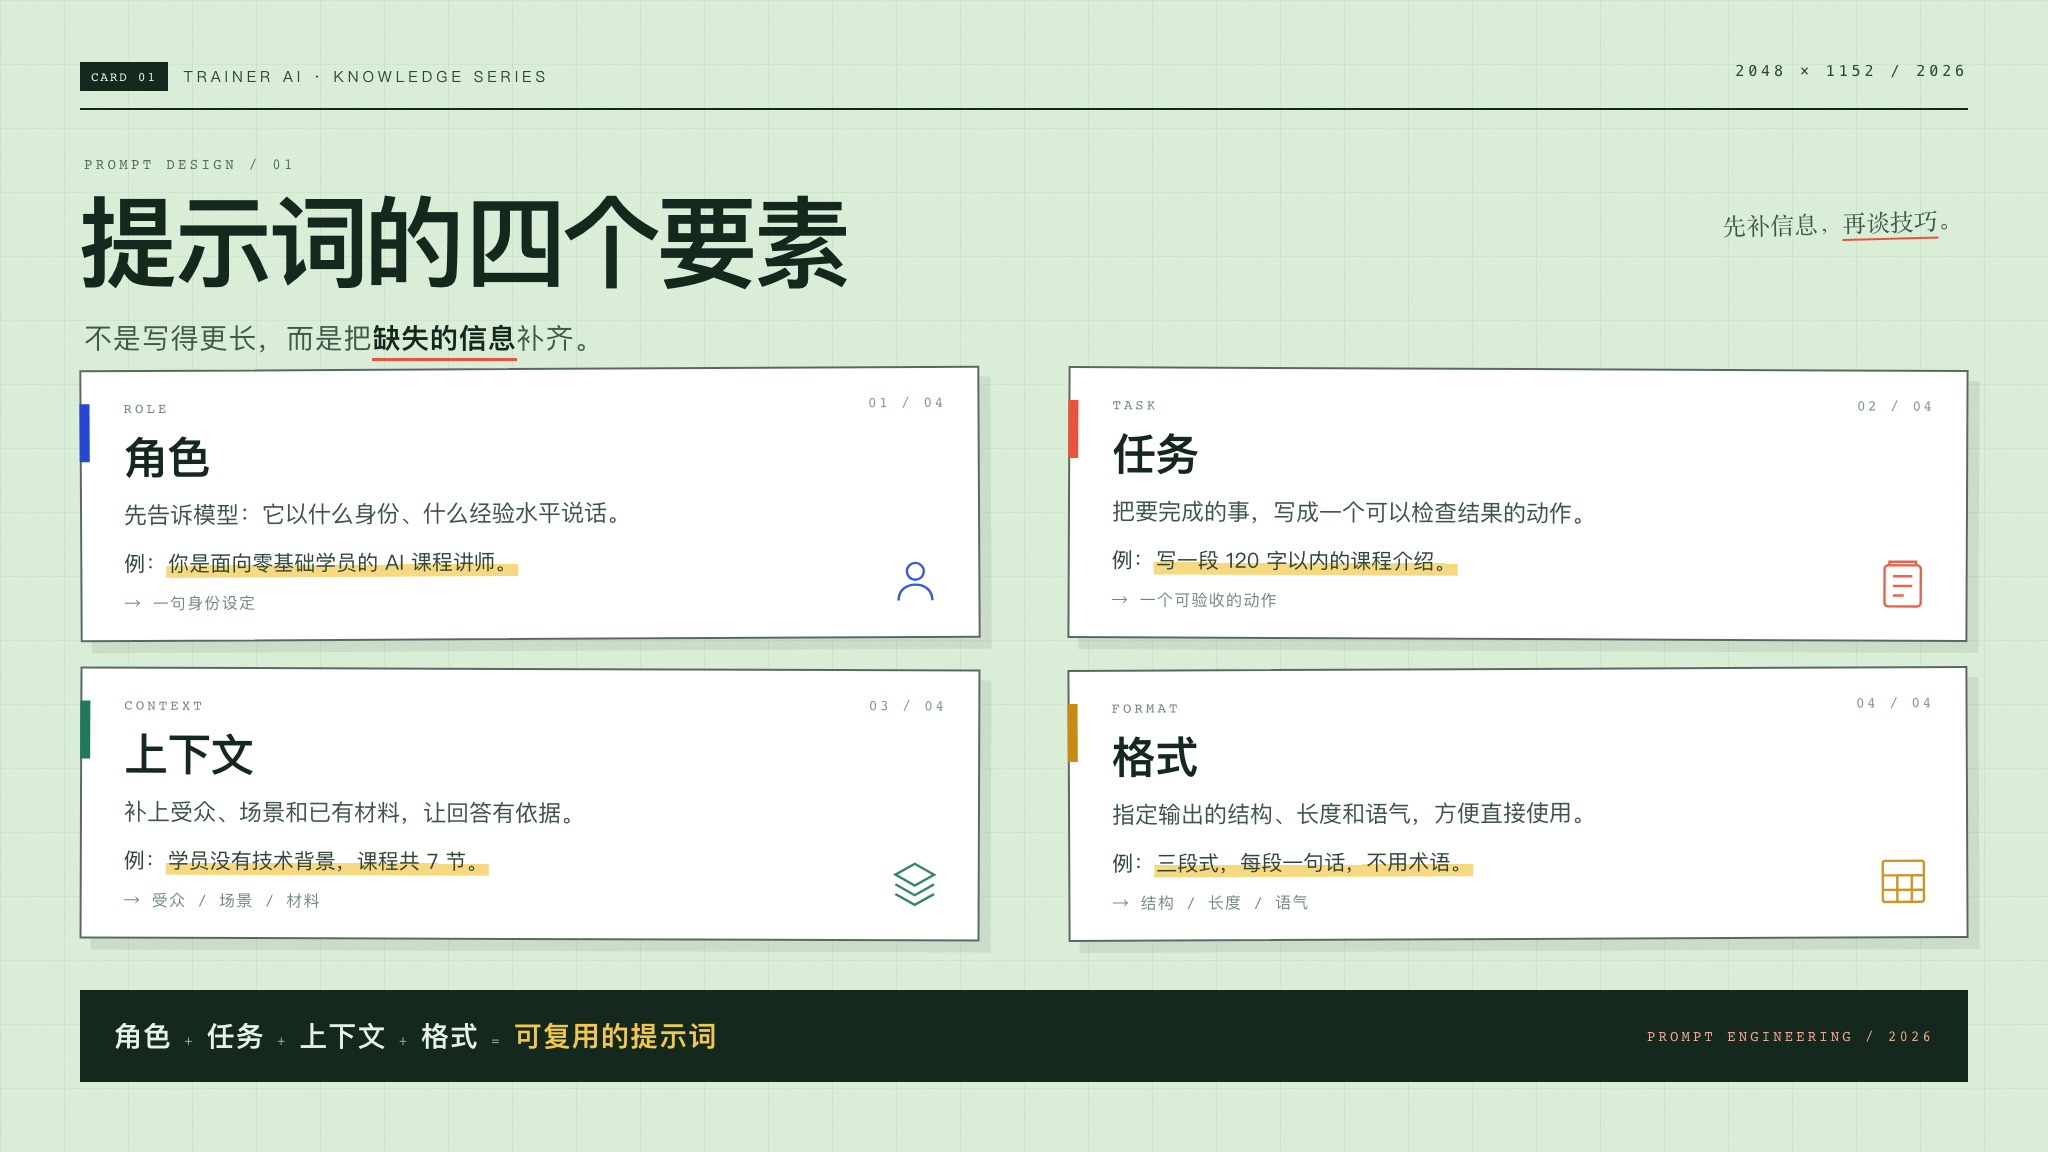 CARD 01 TRAINER AI · KNOWLEDGE SERIES
2048 × 1152 / 2026
PROMPT DESIGN / 01
提示词的四个要素
先补信息，再谈技巧。
不是写得更长，而是把缺失的信息补齐。
ROLE
01 / 04
角色
先告诉模型：它以什么身份、什么经验水平说话。
例：你是面向零基础学员的 AI 课程讲师。
→ 一句身份设定
TASK
02 / 04
任务
把要完成的事，写成一个可以检查结果的动作。
例：写一段 120 字以内的课程介绍。
→ 一个可验收的动作
CONTEXT
03 / 04
上下文
补上受众、场景和已有材料，让回答有依据。
例：学员没有技术背景，课程共 7 节。
→ 受众 / 场景 / 材料
FORMAT
04 / 04
格式
指定输出的结构、长度和语气，方便直接使用。
例：三段式，每段一句话，不用术语。
→ 结构 / 长度 / 语气
角色 + 任务 + 上下文 + 格式 = 可复用的提示词
PROMPT ENGINEERING / 2026